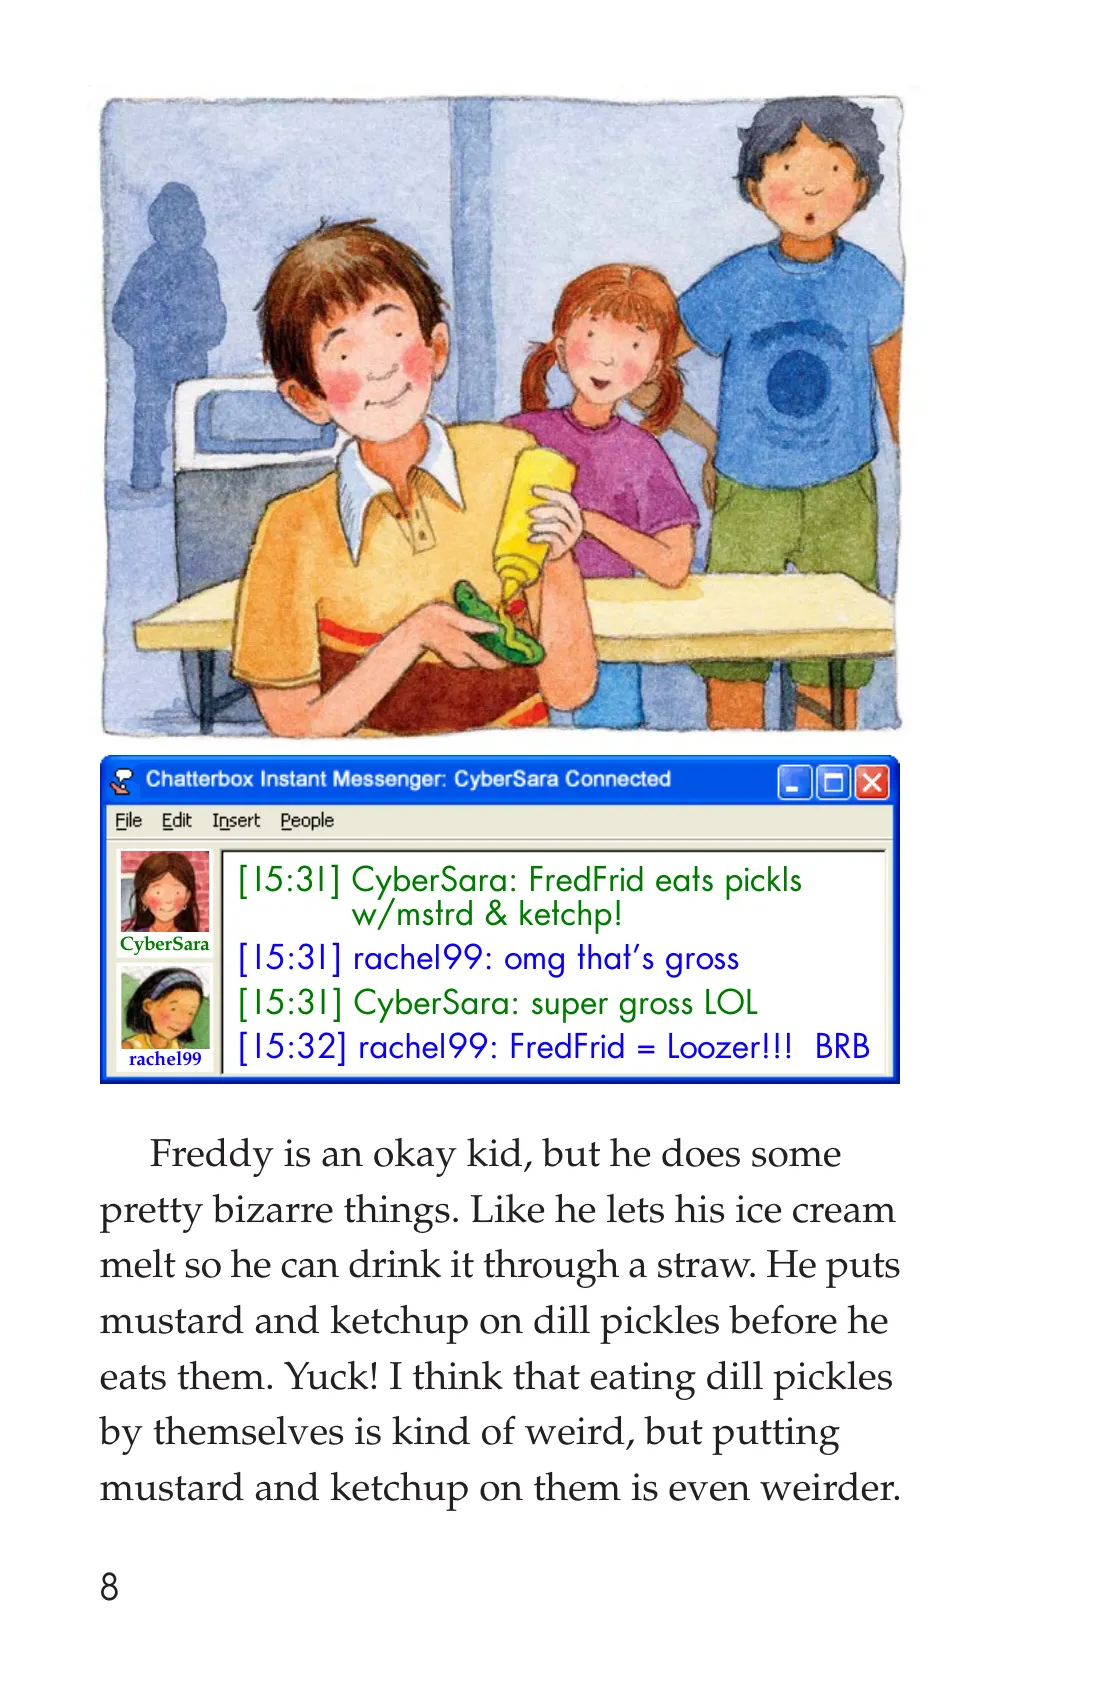 Chatterbox Instant Messenger: CyberSara Connected
File Edit Insert People
CyberSara
rachel99
[15:31] CyberSara: FredFrid eats pickls
w/mstrd & ketchp!
[15:31] rachel99: omg that's gross
[15:31] CyberSara: super gross LOL
[15:32] rachel99: FredFrid = Loozer!!! BRB
Freddy is an okay kid, but he does some
pretty bizarre things. Like he lets his ice cream
melt so he can drink it through a straw. He puts
mustard and ketchup on dill pickles before he
eats them. Yuck! I think that eating dill pickles
by themselves is kind of weird, but putting
mustard and ketchup on them is even weirder.
8